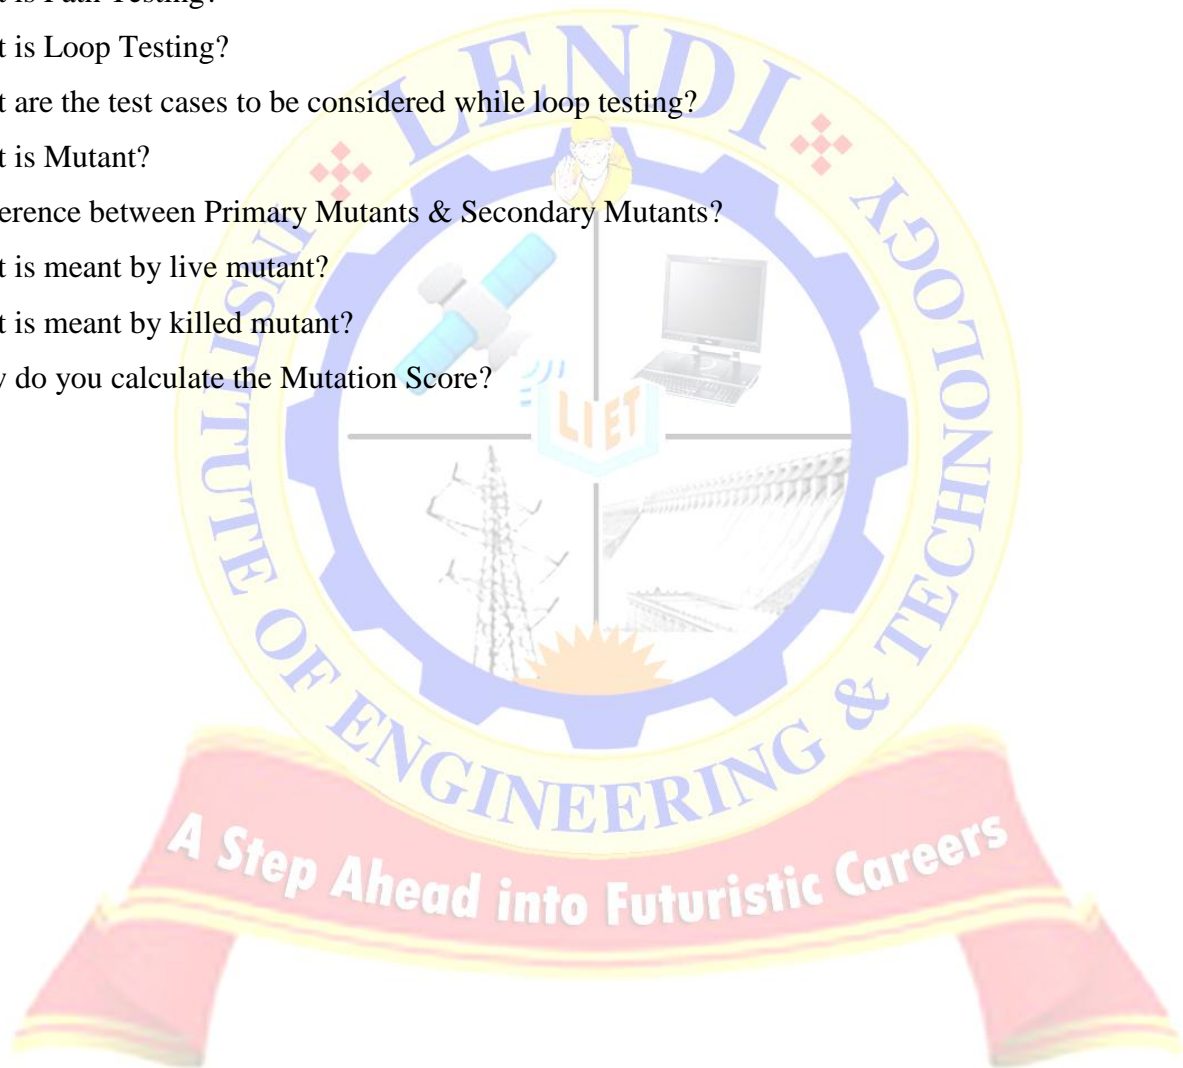 t is Path Testing?
t is Loop Testing?
t are the test cases to be considered while loop testing?
t is Mutant?
erence between Primary Mutants & Secondary Mutants?
t is meant by live mutant?
t is meant by killed mutant?
do you calculate the Mutation Score?
LENDI
INSTITUTE OF ENGINEERING & TECHNOLOGY
LIET
A Step Ahead into Futuristic Careers